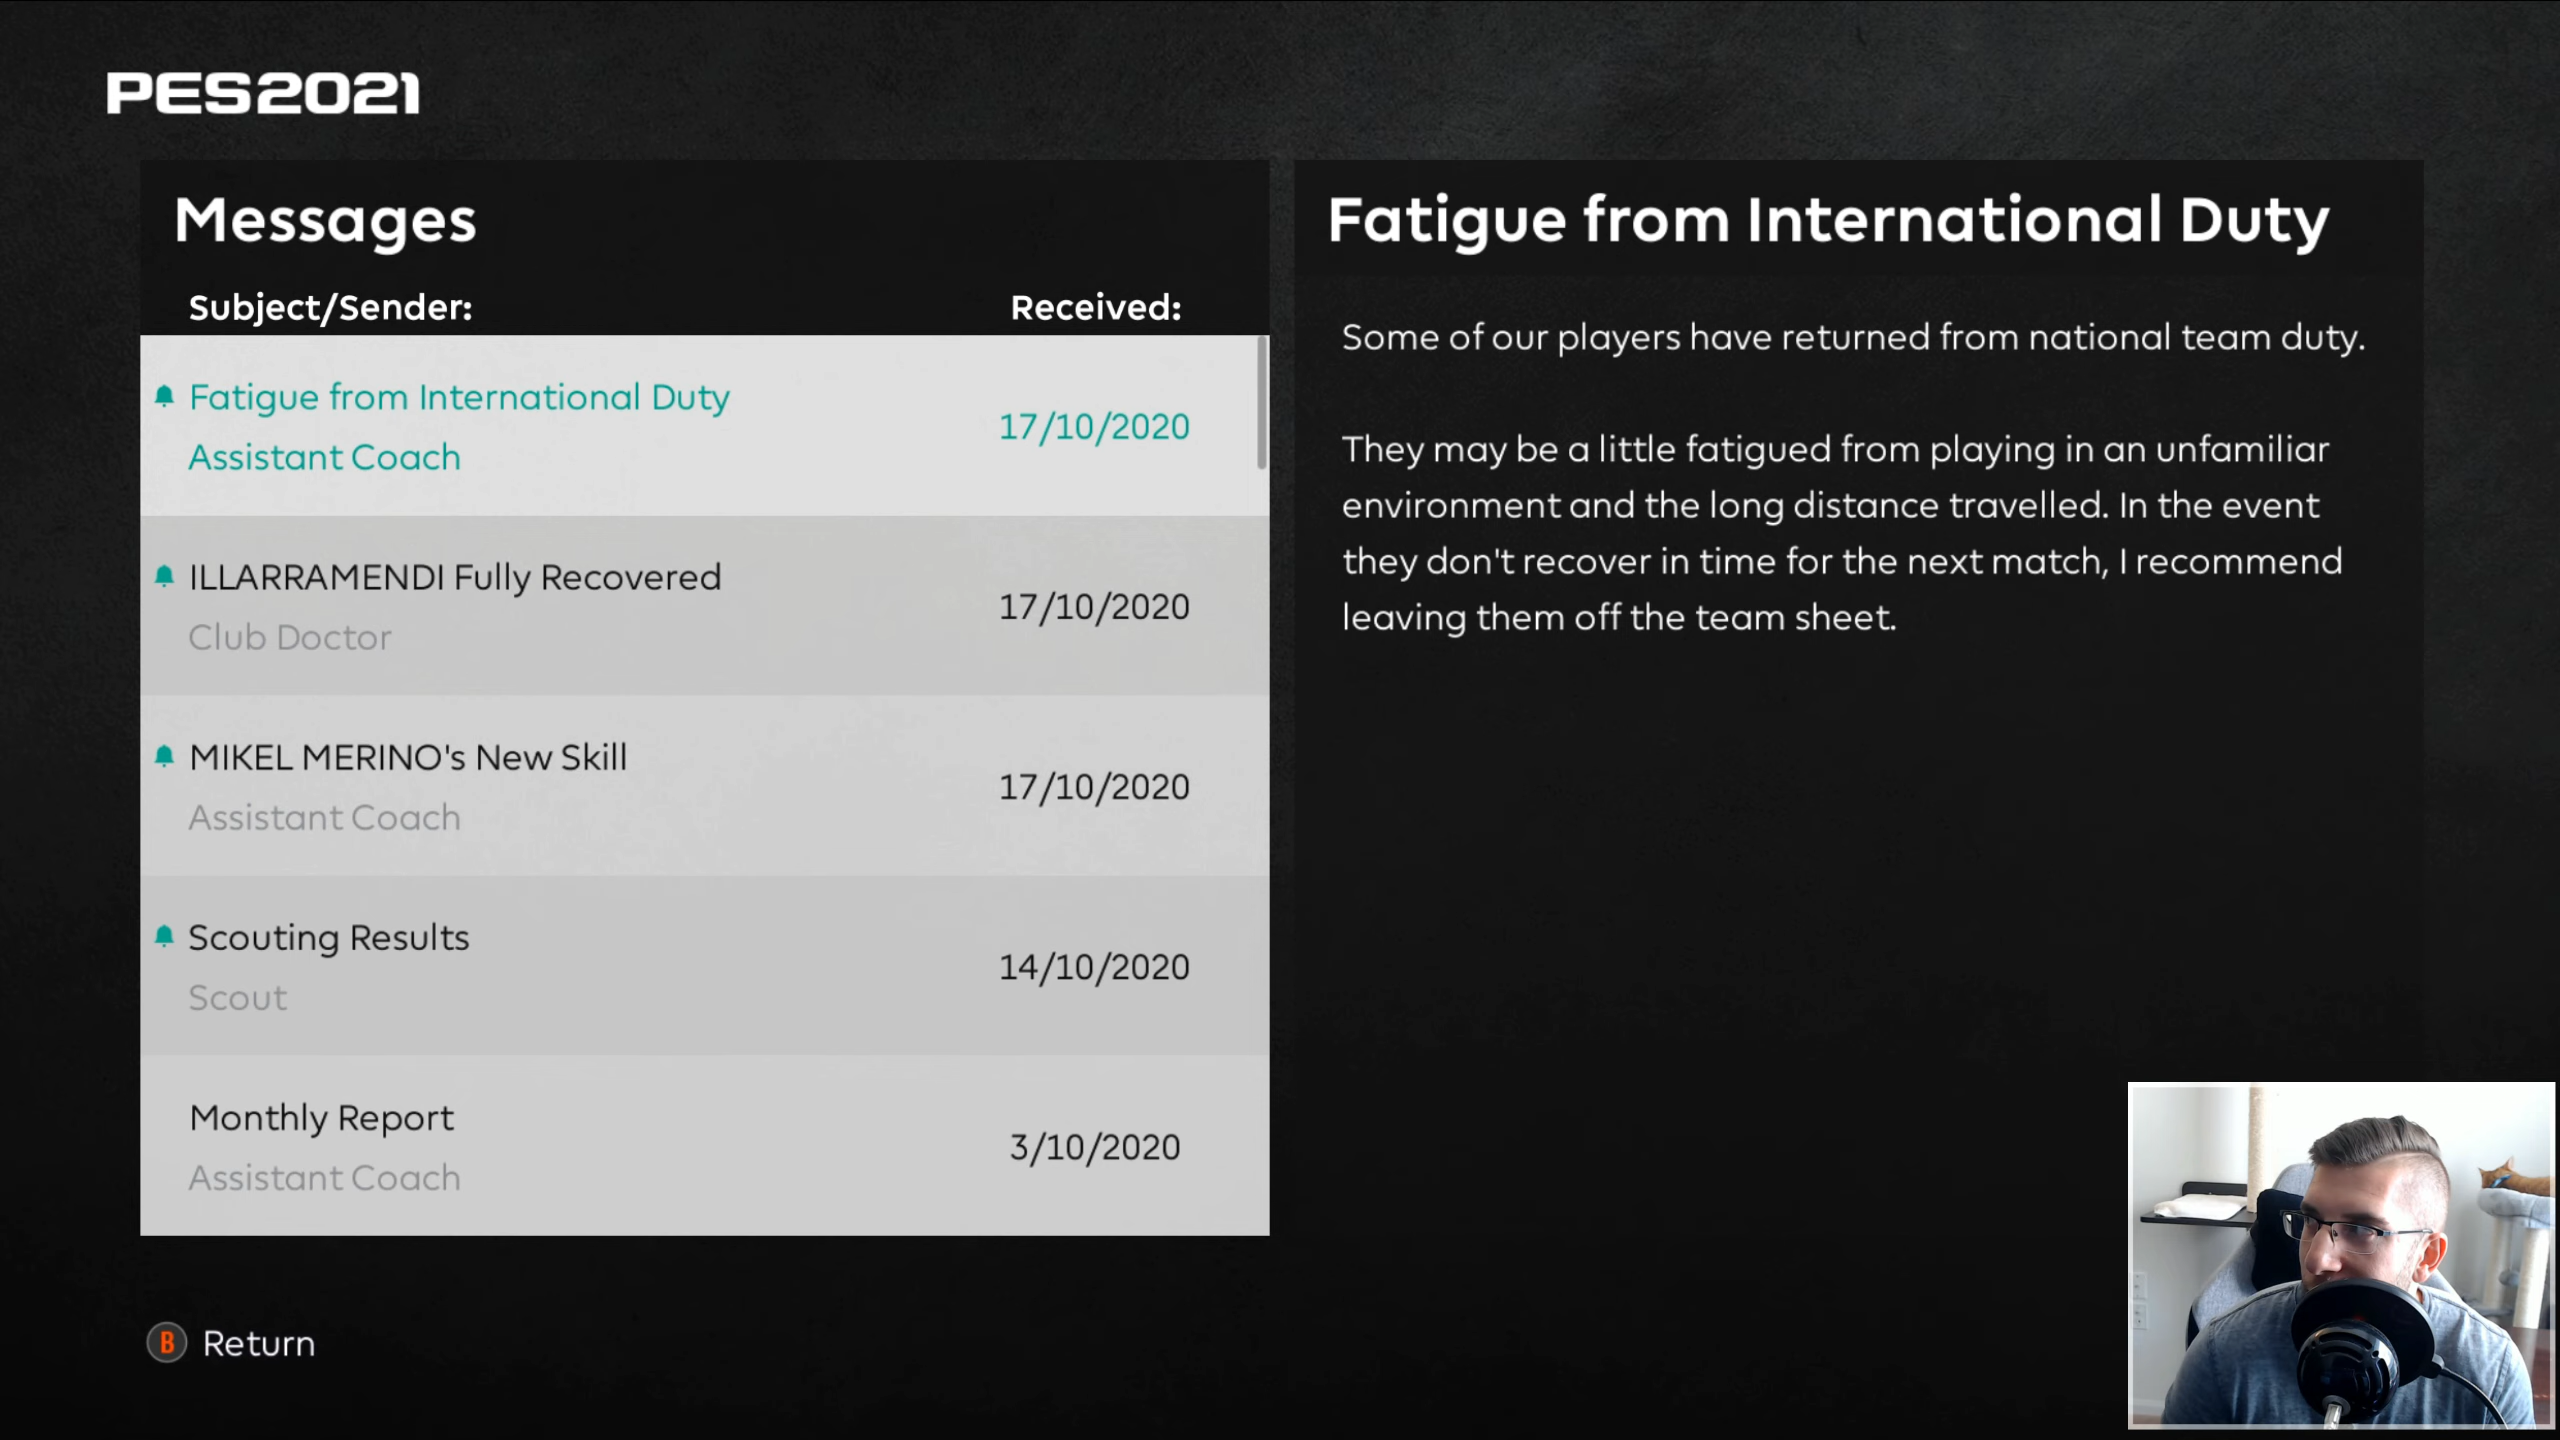 PES2021
Messages
Subject/Sender:
Received:
Fatigue from International Duty
Assistant Coach
17/10/2020
ILLARRAMENDI Fully Recovered
Club Doctor
17/10/2020
MIKEL MERINO's New Skill
Assistant Coach
17/10/2020
Scouting Results
Scout
14/10/2020
Monthly Report
Assistant Coach
3/10/2020
Fatigue from International Duty
Some of our players have returned from national team duty.
They may be a little fatigued from playing in an unfamiliar
environment and the long distance travelled. In the event
they don't recover in time for the next match, I recommend
leaving them off the team sheet.
B Return